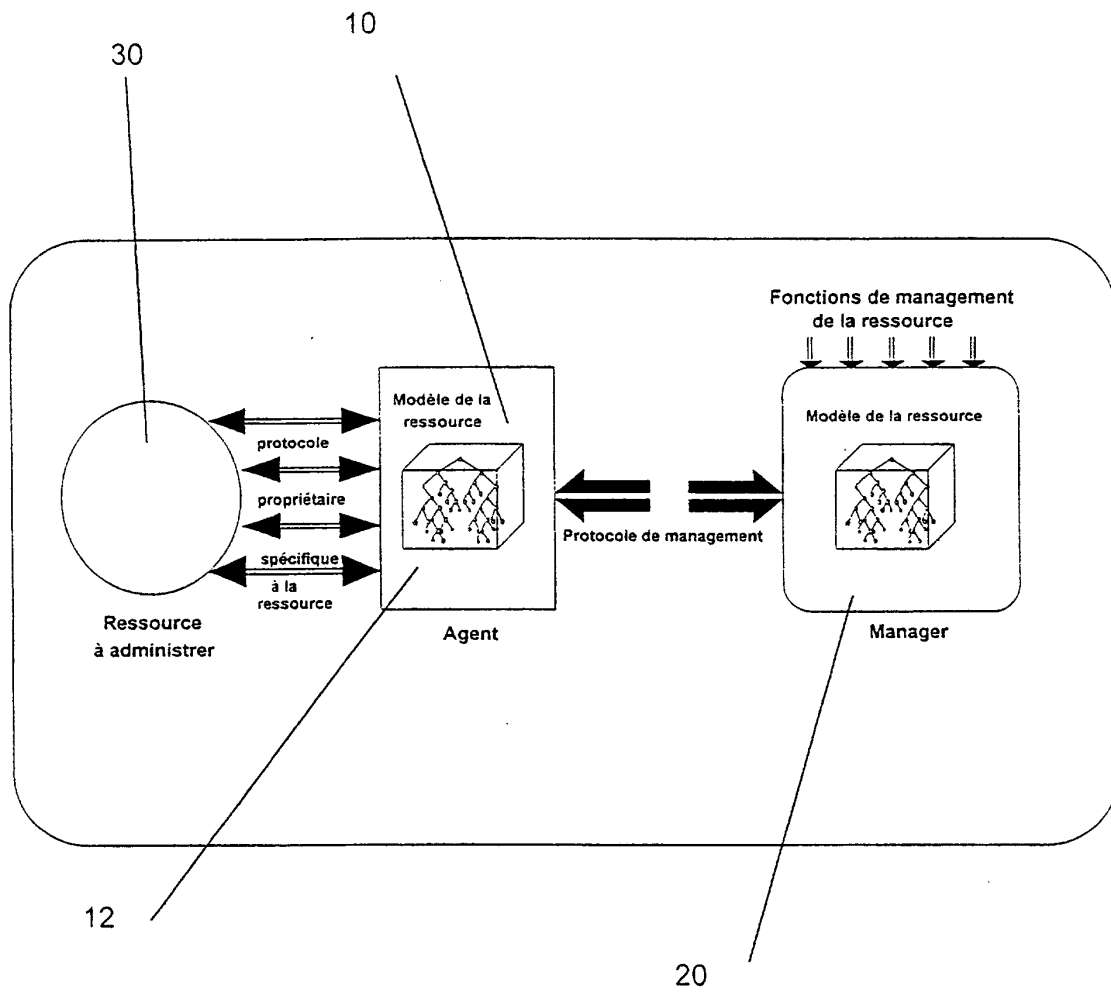 10
30
Fonctions de management
de la ressource
Modèle de la
ressource
Modèle de la ressource
protocole
propriétaire
spécifique
à la
ressource
Protocole de management
Ressource
à administrer
Agent
Manager
12
20